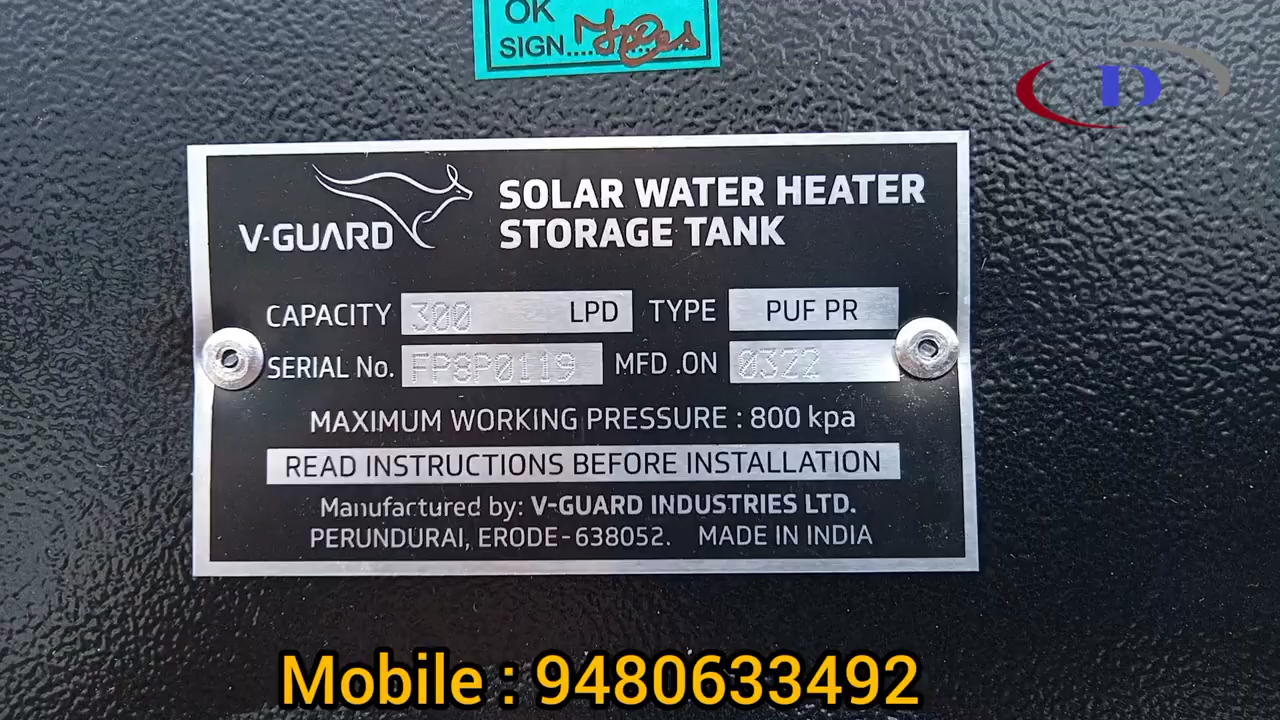 OK
SIGN....
D
V-GUARD
SOLAR WATER HEATER
STORAGE TANK
CAPACITY 300 LPD TYPE PUF PR
SERIAL No. FP8P0119 MFD .ON 0322
MAXIMUM WORKING PRESSURE : 800 kpa
READ INSTRUCTIONS BEFORE INSTALLATION
Manufactured by: V-GUARD INDUSTRIES LTD.
PERUNDURAI, ERODE-638052. MADE IN INDIA
Mobile : 9480633492